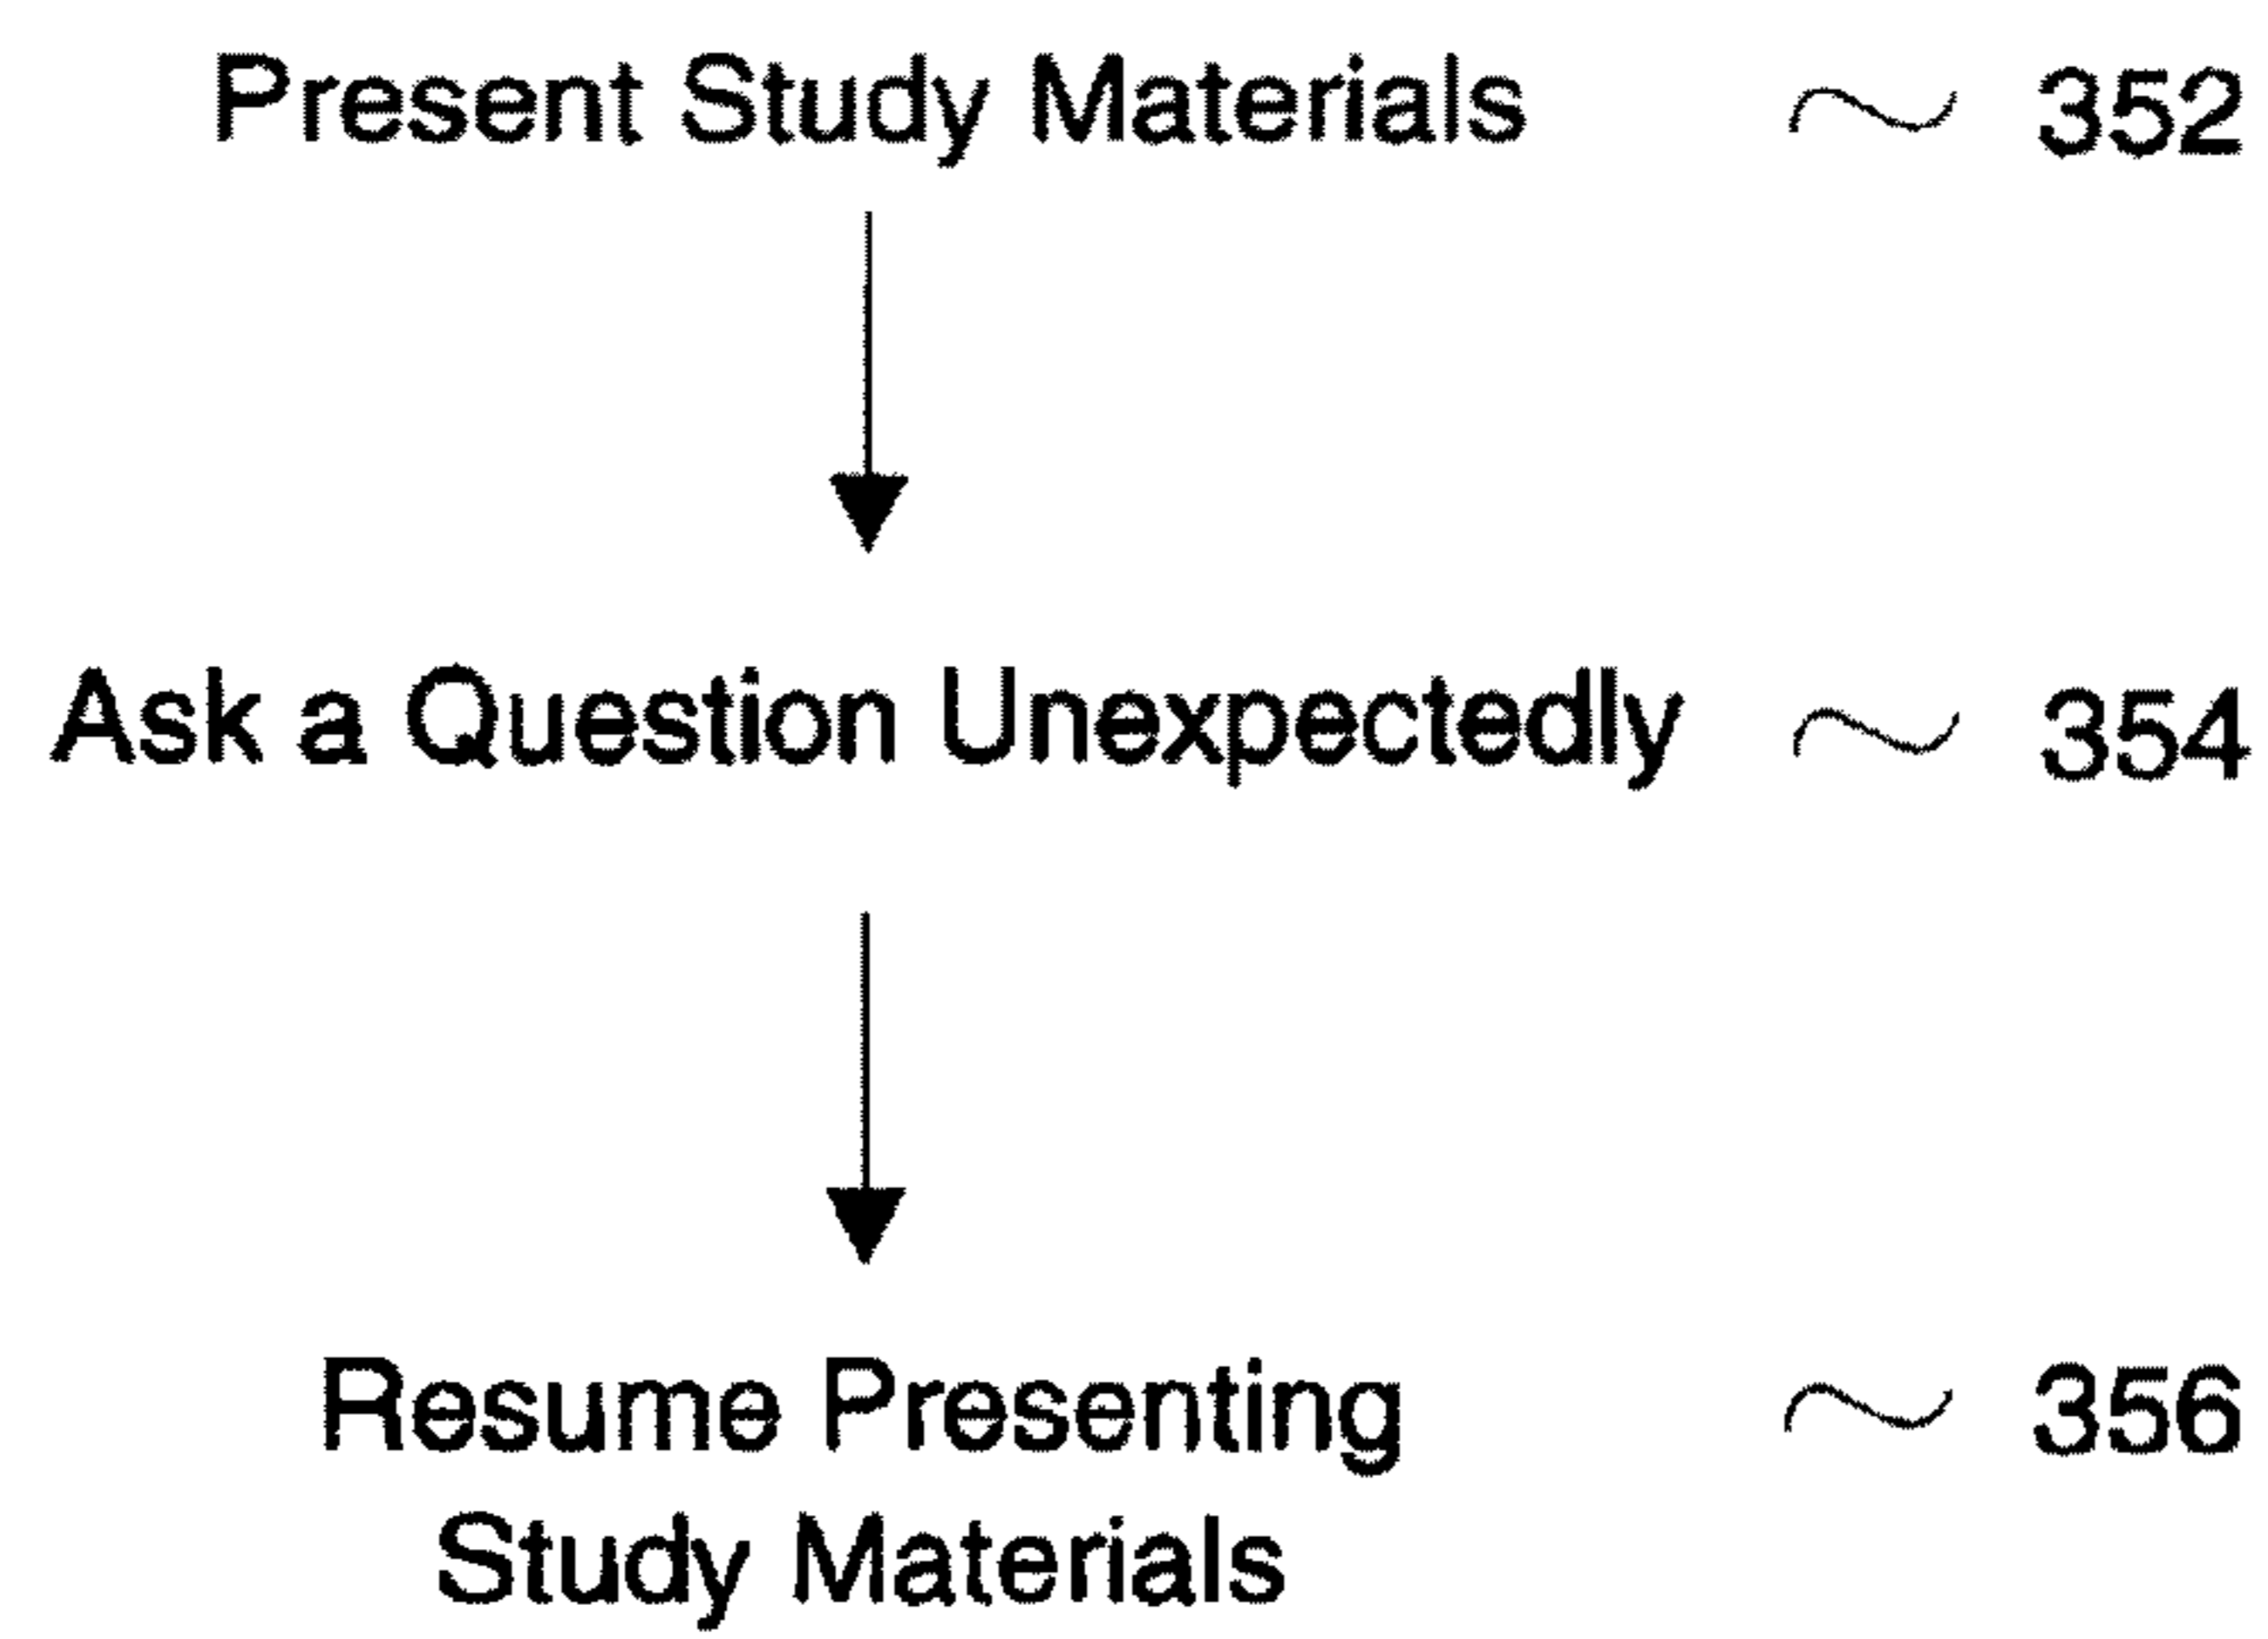 Present Study Materials ~ 352
Ask a Question Unexpectedly ~ 354
Resume Presenting ~ 356
Study Materials